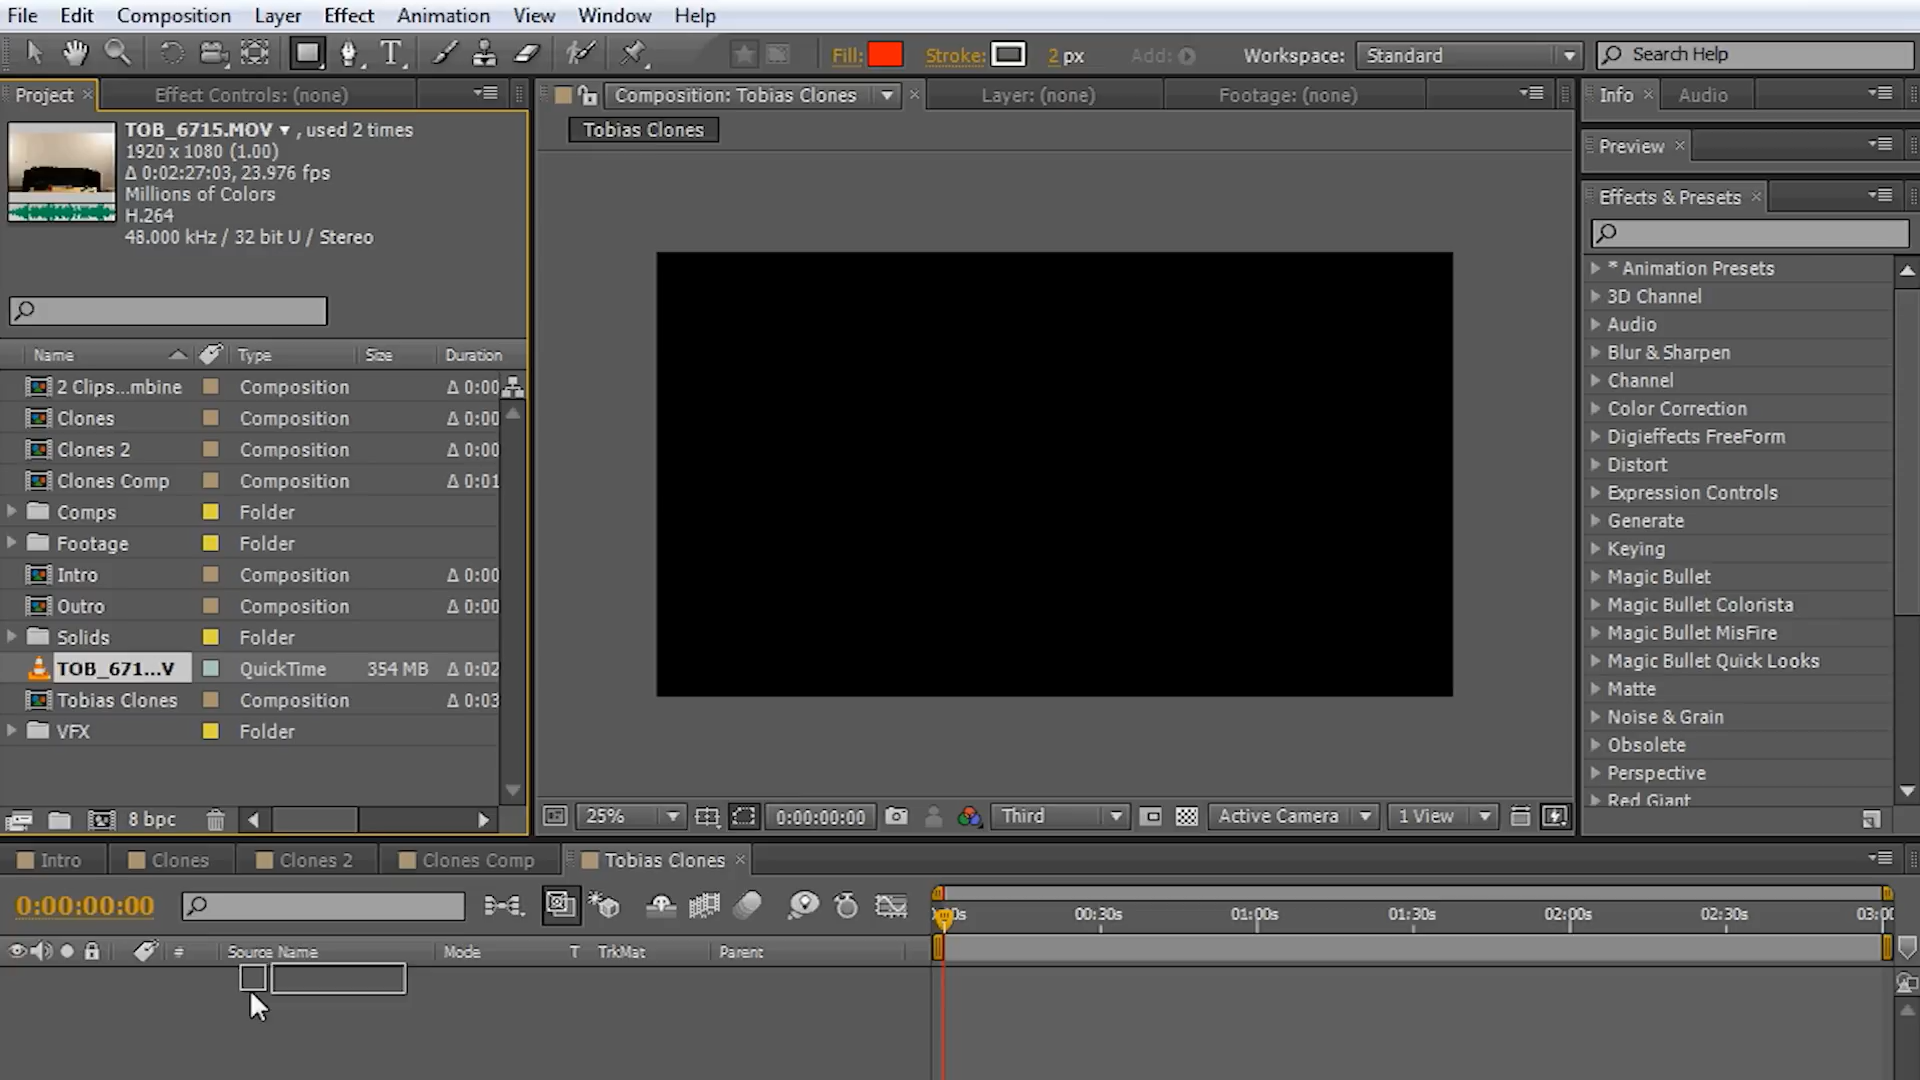 File Edit Composition Layer Effect Animation View Window Help
T Fill: Stroke: 2 px Add: Workspace: Standard Search Help
Project × Effect Controls: (none) Composition: Tobias Clones × Layer: (none) Footage: (none) Info × Audio
Tobias Clones
TOB_6715.MOV ▼ , used 2 times
1920 x 1080 (1.00)
Δ 0:02:27:03, 23.976 fps
Millions of Colors
H.264
48.000 kHz / 32 bit U / Stereo
Preview ×
Effects & Presets ×
* Animation Presets
3D Channel
Audio
Blur & Sharpen
Channel
Color Correction
Digieffects FreeForm
Distort
Expression Controls
Generate
Keying
Magic Bullet
Magic Bullet Colorista
Magic Bullet MisFire
Magic Bullet Quick Looks
Matte
Noise & Grain
Obsolete
Perspective
Red Giant
Name Type Size Duration
2 Clips...mbine Composition Δ 0:00
Clones Composition Δ 0:00
Clones 2 Composition Δ 0:00
Clones Comp Composition Δ 0:01
Comps Folder
Footage Folder
Intro Composition Δ 0:00
Outro Composition Δ 0:00
Solids Folder
TOB_671...V QuickTime 354 MB Δ 0:02
Tobias Clones Composition Δ 0:03
VFX Folder
8 bpc
25% 0:00:00:00 Third Active Camera 1 View
Intro Clones Clones 2 Clones Comp Tobias Clones ×
0:00:00:00
00:30s 01:00s 01:30s 02:00s 02:30s
# Source Name Mode T TrkMat Parent